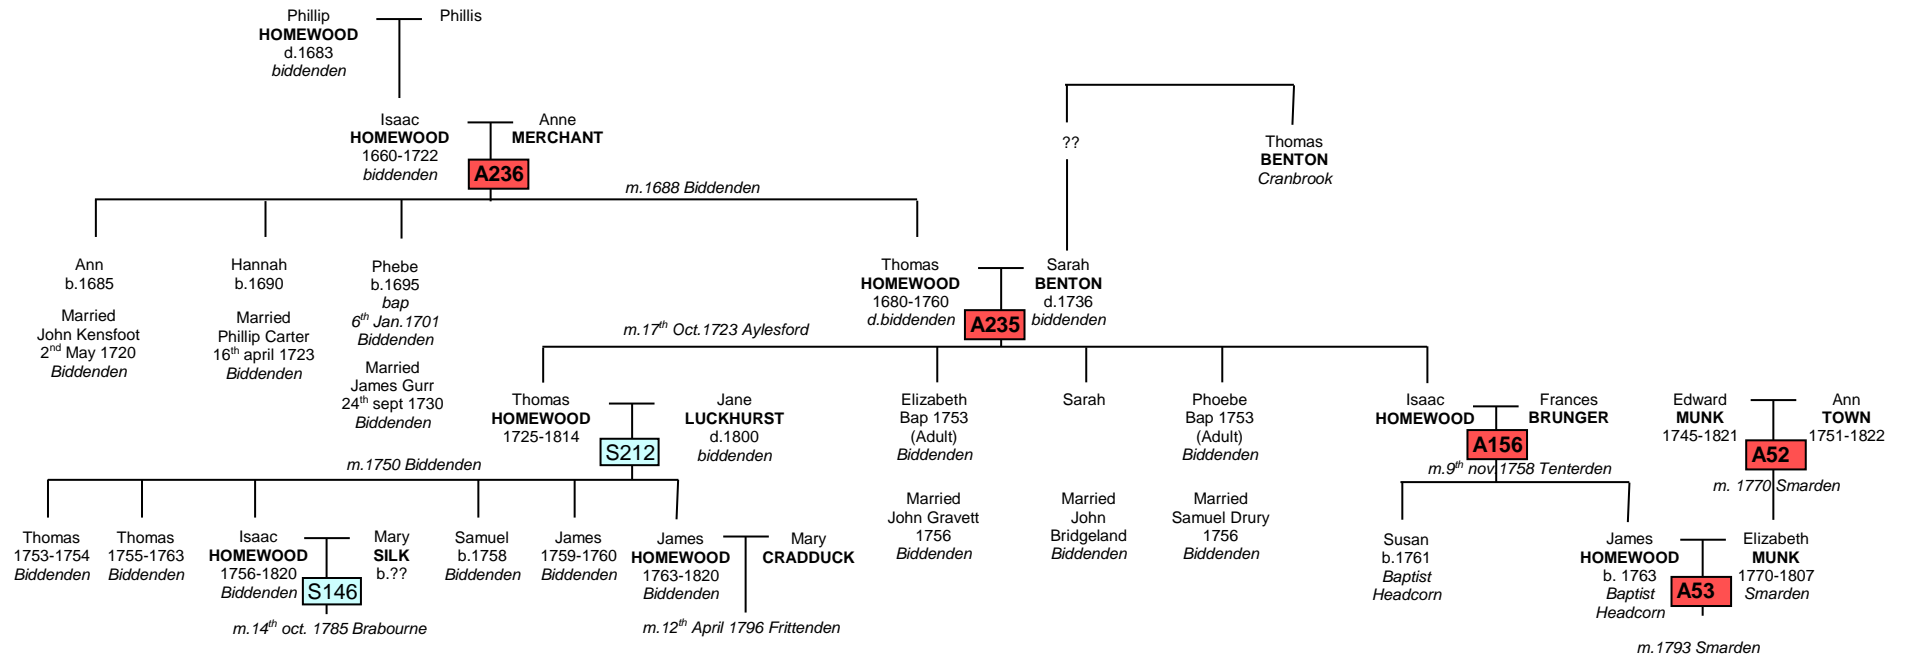 Phillip
HOMEWOOD
d.1683
biddenden
Phillis
Isaac
HOMEWOOD
1660-1722
biddenden
Anne
MERCHANT
A236
m.1688 Biddenden
??
Thomas
BENTON
Cranbrook
Ann
b.1685
Married
John Kensfoot
2nd May 1720
Biddenden
Hannah
b.1690
Married
Phillip Carter
16th april 1723
Biddenden
Phebe
b.1695
bap
6th Jan.1701
Biddenden
Married
James Gurr
24th sept 1730
Biddenden
Thomas
HOMEWOOD
1680-1760
d.biddenden
Sarah
BENTON
d.1736
biddenden
A235
m.17th Oct.1723 Aylesford
Thomas
HOMEWOOD
1725-1814
Jane
LUCKHURST
d.1800
biddenden
S212
m.1750 Biddenden
Elizabeth
Bap 1753
(Adult)
Biddenden
Married
John Gravett
1756
Biddenden
Sarah
Married
John
Bridgeland
Biddenden
Phoebe
Bap 1753
(Adult)
Biddenden
Married
Samuel Drury
1756
Biddenden
Isaac
HOMEWOOD
Frances
BRUNGER
A156
m.9th nov 1758 Tenterden
Edward
MUNK
1745-1821
Ann
TOWN
1751-1822
A52
m. 1770 Smarden
Thomas
1753-1754
Biddenden
Thomas
1755-1763
Biddenden
Isaac
HOMEWOOD
1756-1820
Biddenden
Mary
SILK
b.??
S146
m.14th oct. 1785 Brabourne
Samuel
b.1758
Biddenden
James
1759-1760
Biddenden
James
HOMEWOOD
1763-1820
Biddenden
Mary
CRADDUCK
m.12th April 1796 Frittenden
Susan
b.1761
Baptist
Headcorn
James
HOMEWOOD
b. 1763
Baptist
Headcorn
Elizabeth
MUNK
1770-1807
Smarden
A53
m.1793 Smarden